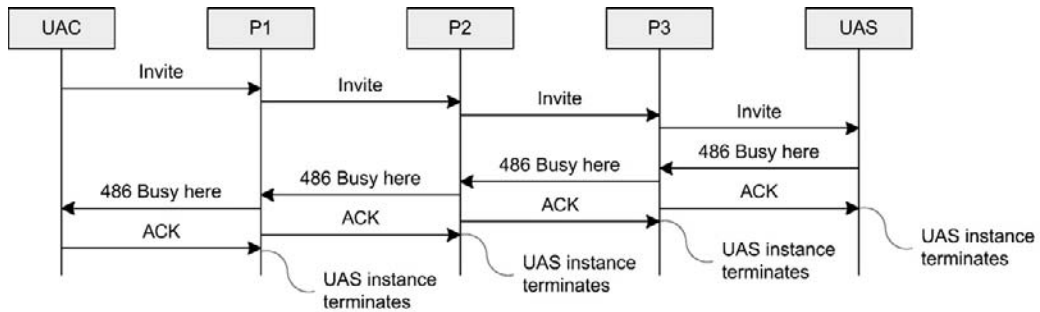 UAC
P1
P2
P3
UAS
Invite
Invite
Invite
Invite
486 Busy here
486 Busy here
486 Busy here
486 Busy here
ACK
ACK
ACK
ACK
UAS instance
terminates
UAS instance
terminates
UAS instance
terminates
UAS instance
terminates